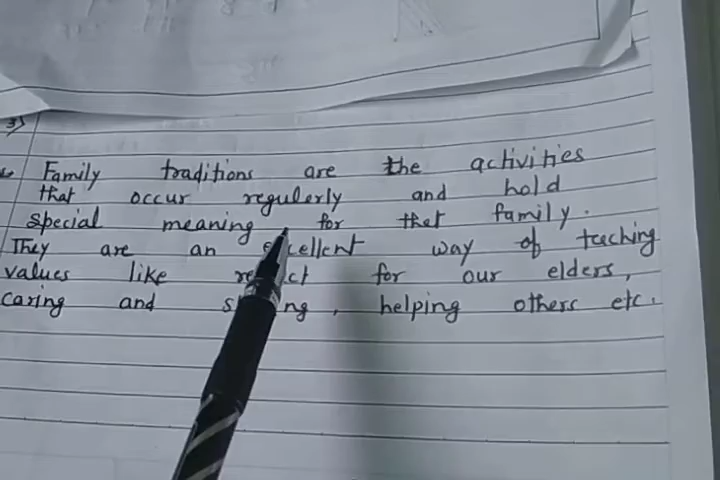 3)
Family traditions are the activities
that occur regulerly and hold
special meaning for that family.
They are an way of teaching
values like for our elders,
caring and , helping others etc.